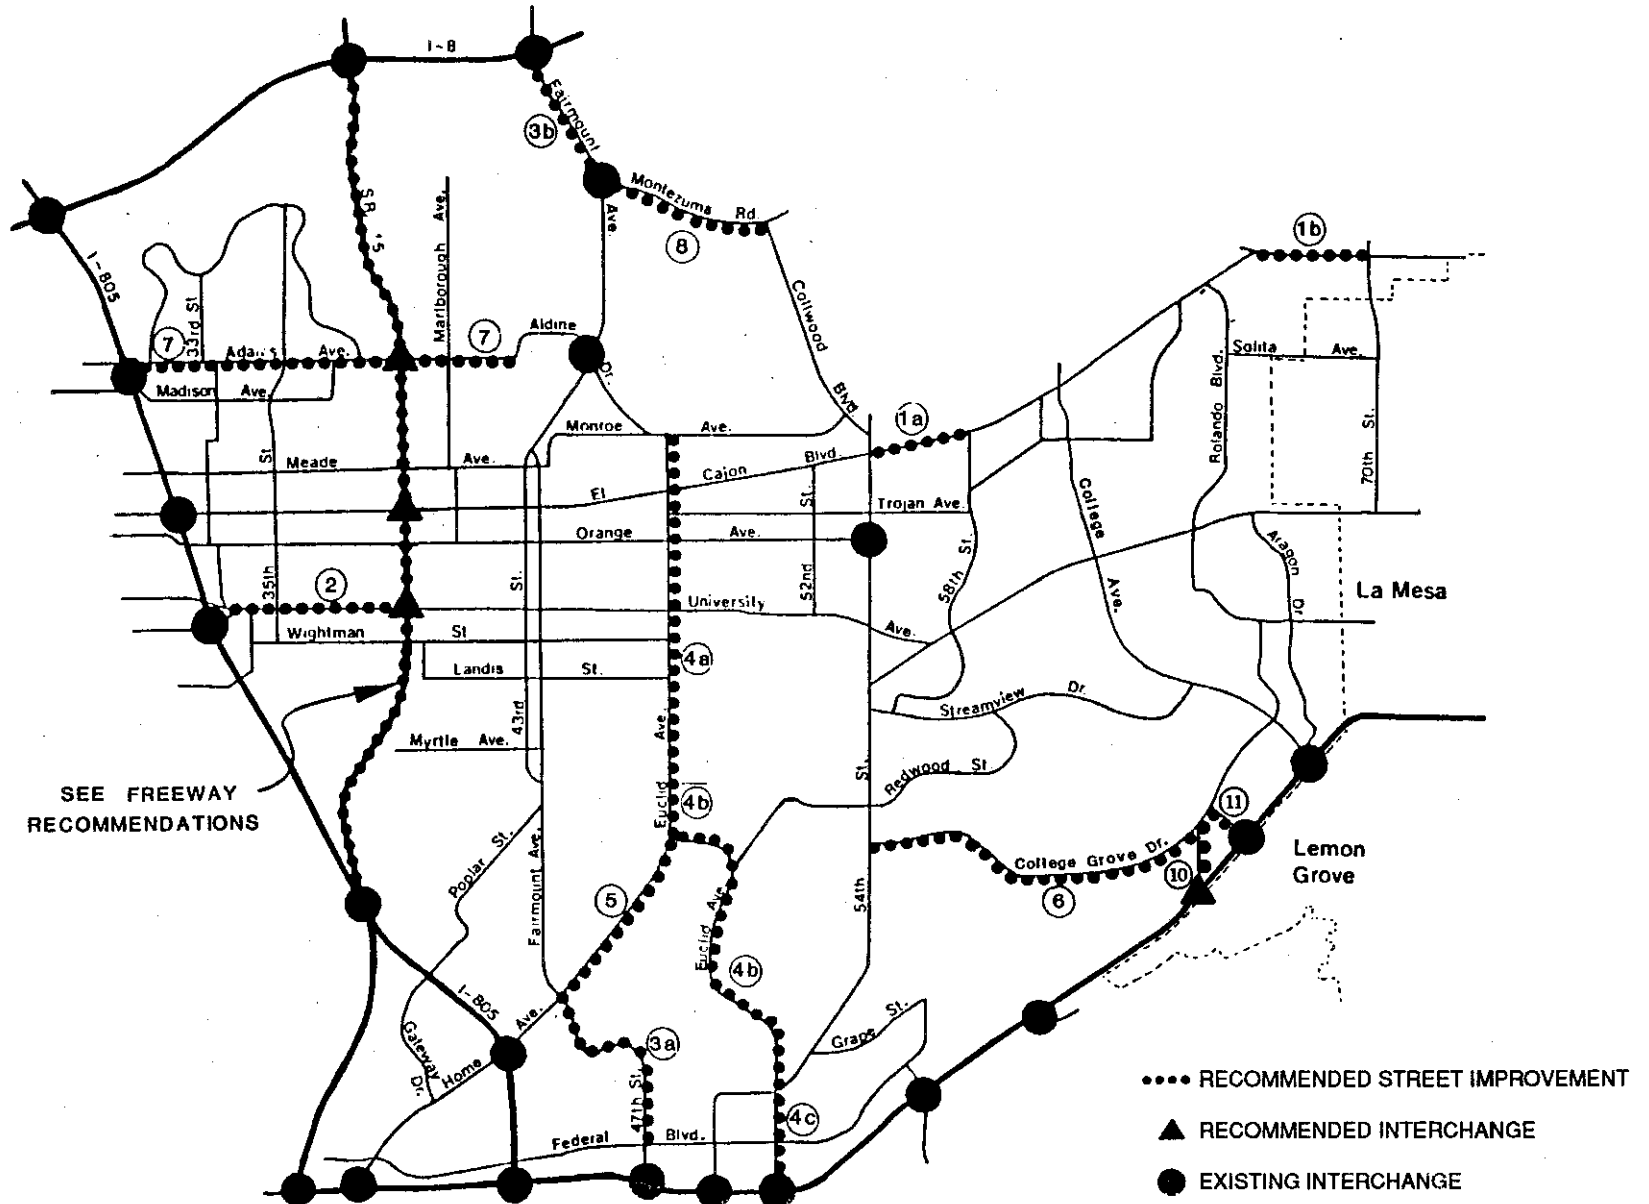 I-8
Fairmount
3b
Montezuma Rd.
8
Ave.
Marlborough Ave.
S.R. 15
I-805
33rd St
7
Adams Ave.
7
Aldine
Dr.
Madison Ave.
Collwood
Blvd.
1b
Solita Ave.
Rolando Blvd.
70th St.
1a
Monroe Ave.
Meade Ave.
El Cajon Blvd.
Trojan Ave.
Orange Ave.
35th St
St.
52nd St.
58th St.
College Ave.
Aragon Dr
La Mesa
2
University Ave.
Wightman St
Landis St.
4a
43rd
Myrtle Ave.
Streamview Dr.
Redwood St.
SEE FREEWAY
RECOMMENDATIONS
Euclid Ave.
4b
54th St.
Poplar St.
Fairmount Ave.
College Grove Dr.
11
10
6
Lemon
Grove
5
Euclid Ave
4b
I-805
Gateway Dr.
Home Ave.
3a
47th St.
Grape St.
4c
Federal Blvd.
RECOMMENDED STREET IMPROVEMENT
RECOMMENDED INTERCHANGE
EXISTING INTERCHANGE